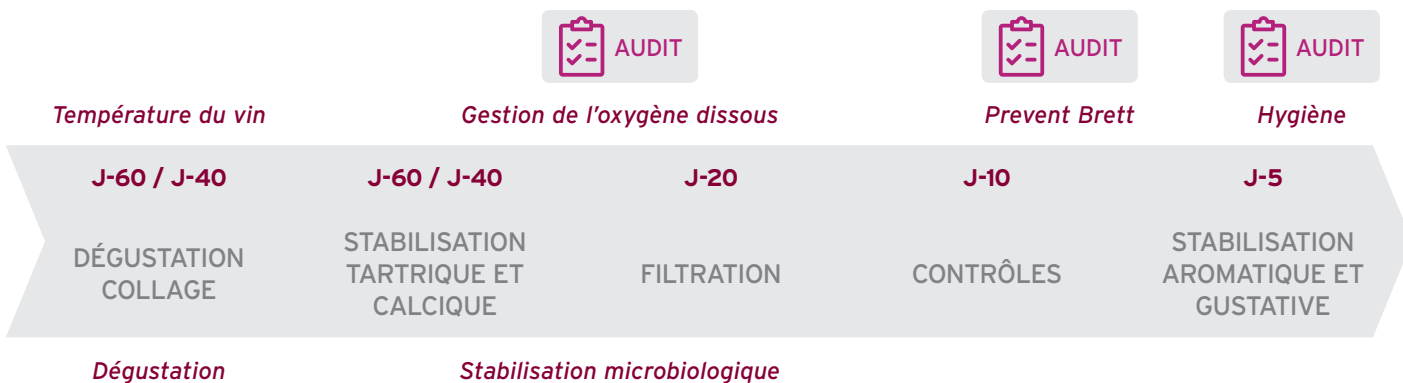 AUDIT
AUDIT
AUDIT
Température du vin
Gestion de l'oxygène dissous
Prevent Brett
Hygiène
J-60 / J-40
J-60 / J-40
J-20
J-10
J-5
DÉGUSTATION
COLLAGE
STABILISATION
TARTRIQUE ET
CALCIQUE
FILTRATION
CONTRÔLES
STABILISATION
AROMATIQUE ET
GUSTATIVE
Dégustation
Stabilisation microbiologique